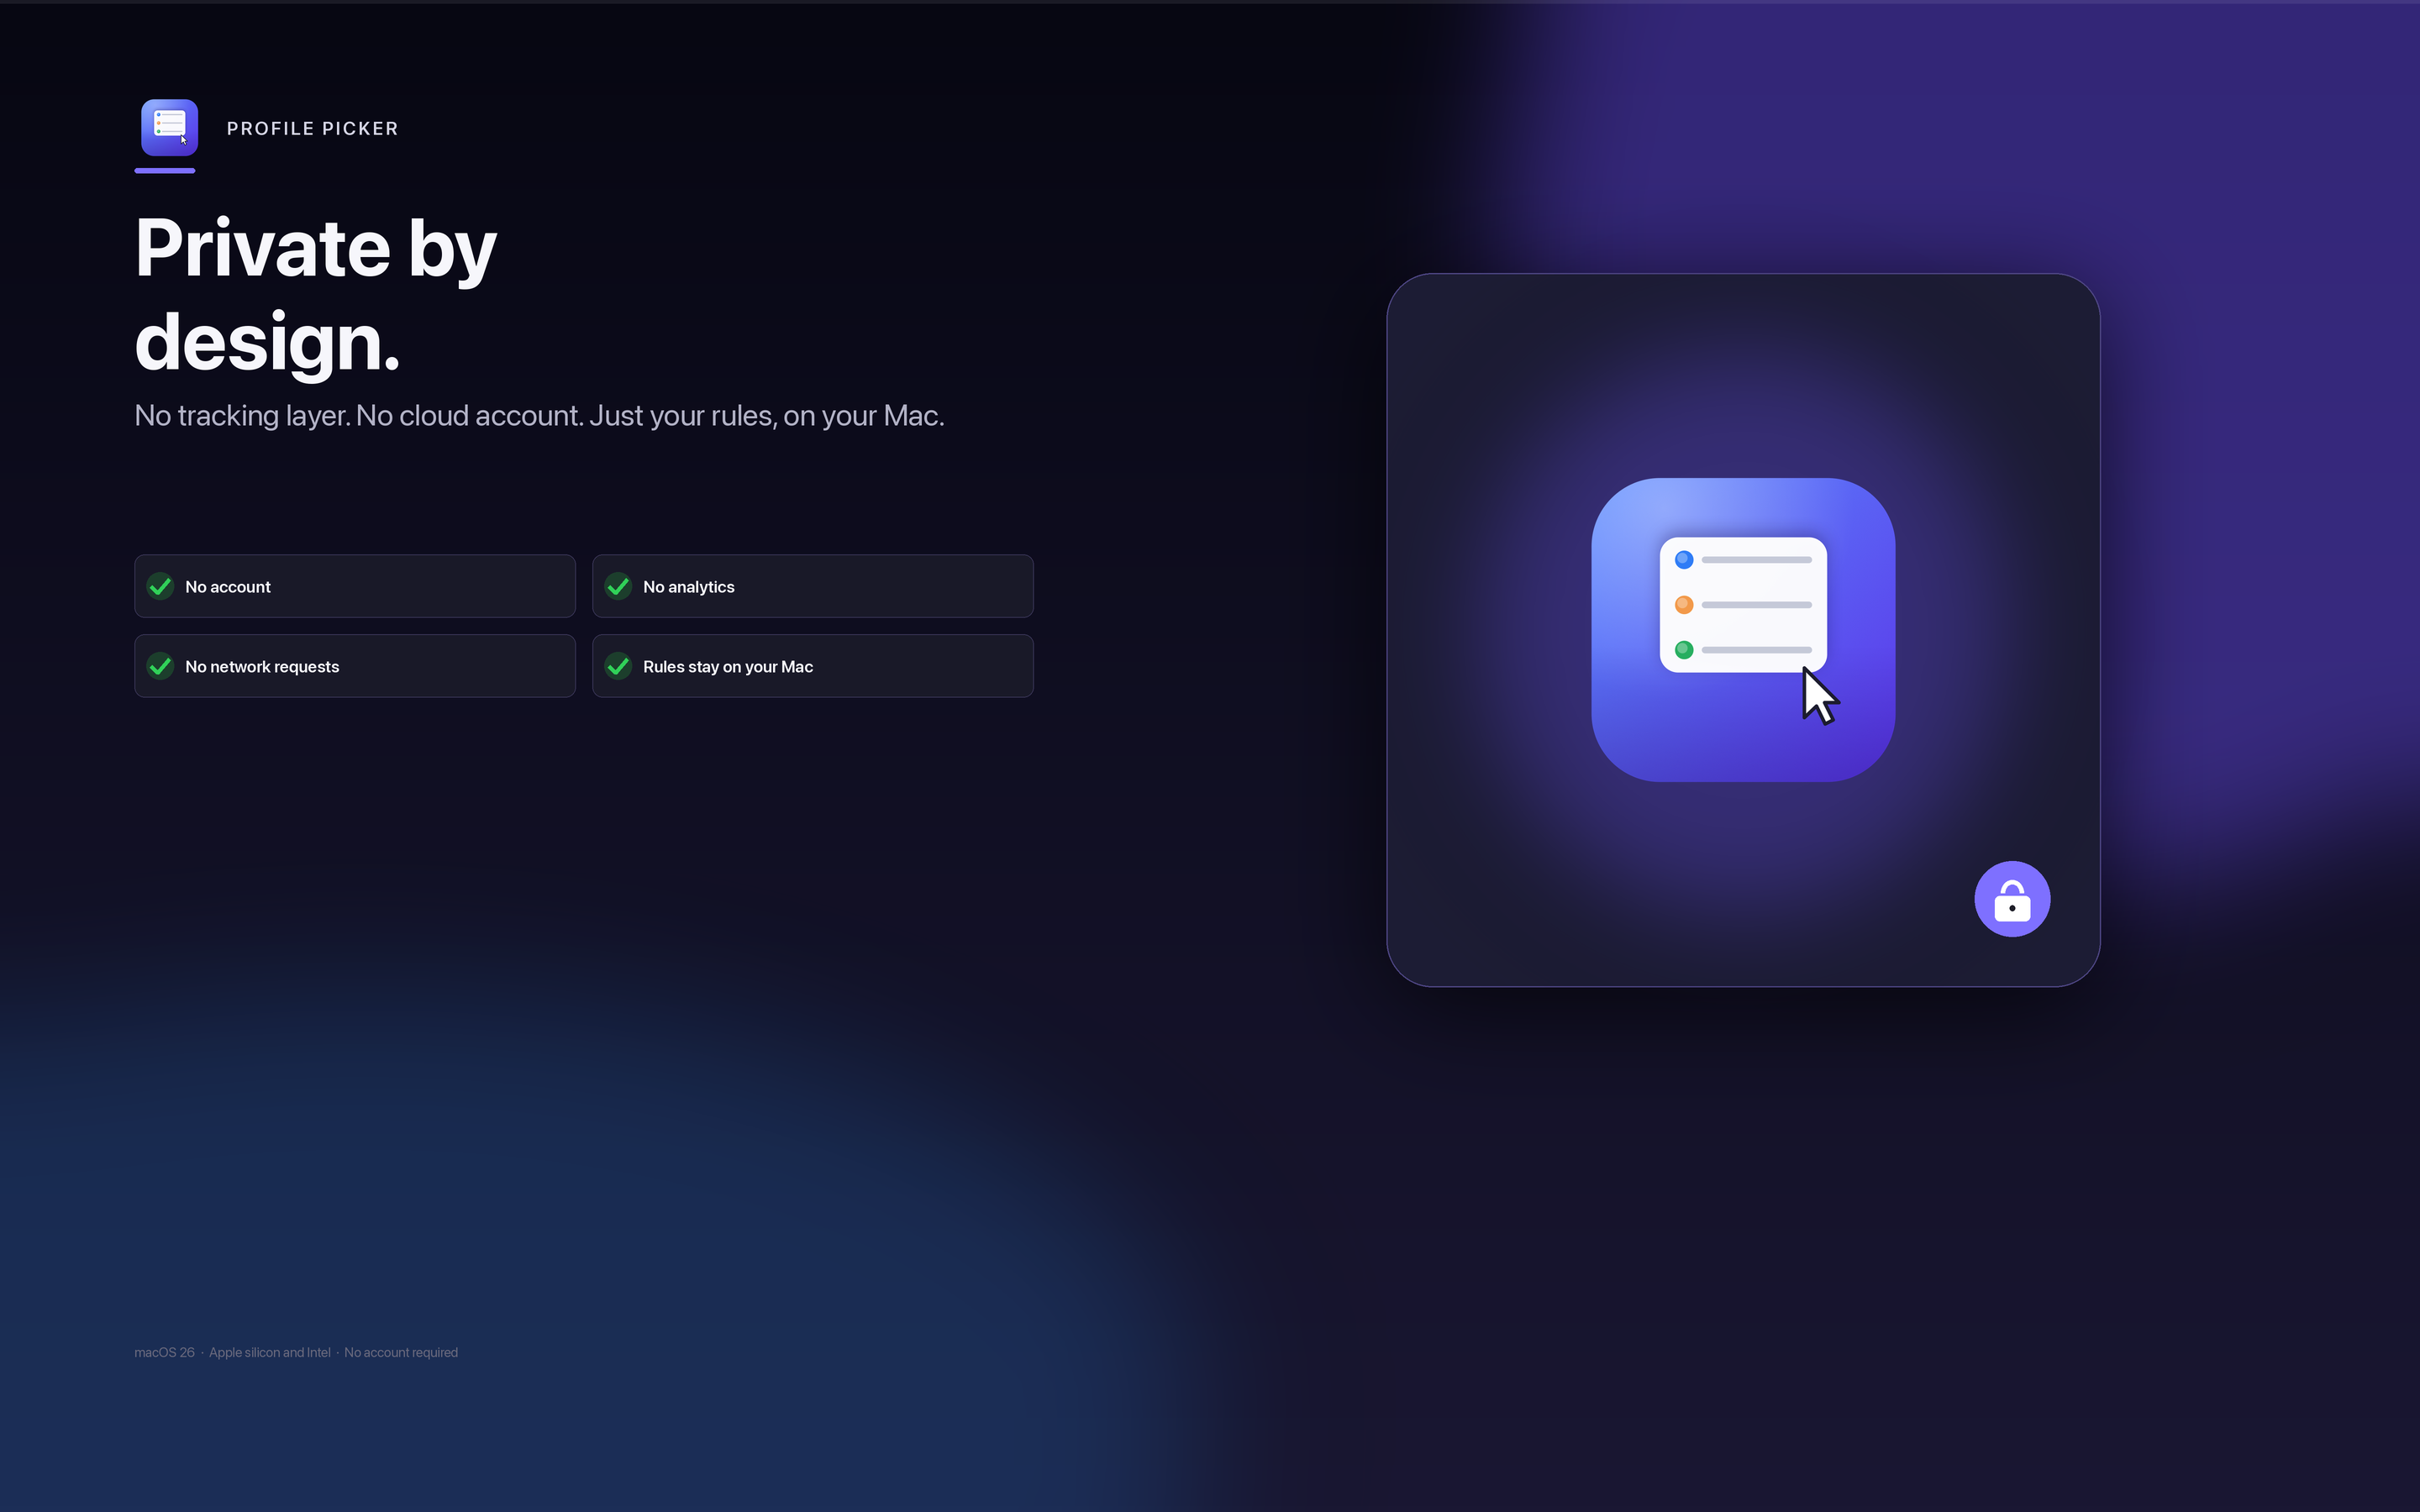 PROFILE PICKER
Private by
design.
No tracking layer. No cloud account. Just your rules, on your Mac.
No account
No analytics
No network requests
Rules stay on your Mac
macOS 26 · Apple silicon and Intel · No account required